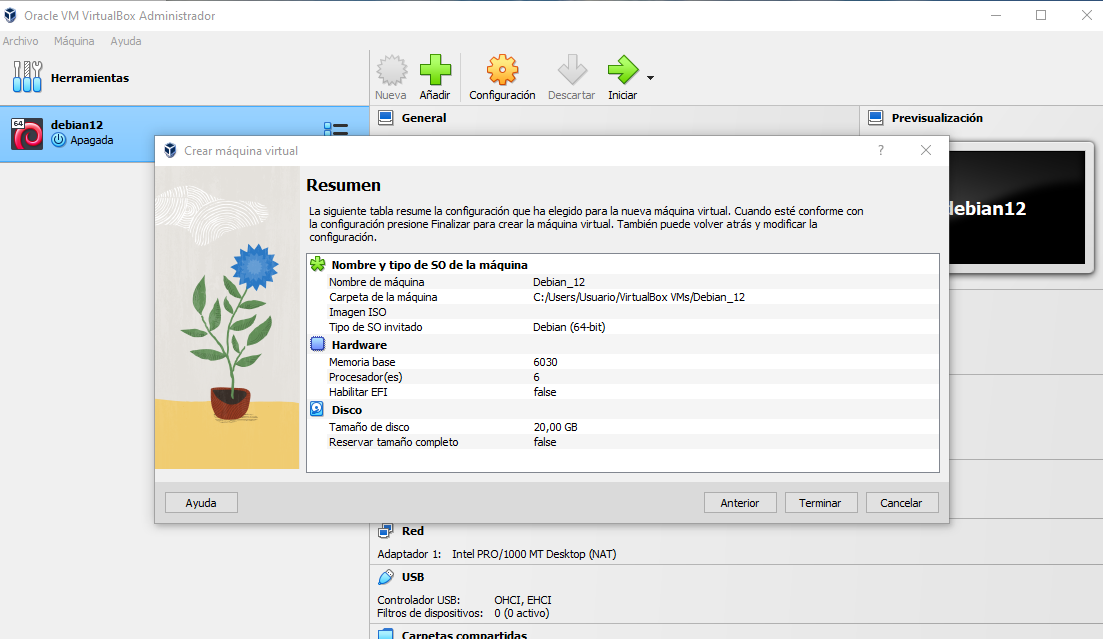 Oracle VM VirtualBox Administrador
Archivo Máquina Ayuda
Herramientas
Nueva Añadir Configuración Descartar Iniciar
64
debian12
Apagada
General
Previsualización
debian12
Crear máquina virtual
?
Resumen
La siguiente tabla resume la configuración que ha elegido para la nueva máquina virtual. Cuando esté conforme con
la configuración presione Finalizar para crear la máquina virtual. También puede volver atrás y modificar la
configuración.
Nombre y tipo de SO de la máquina
Nombre de máquina Debian_12
Carpeta de la máquina C:/Users/Usuario/VirtualBox VMs/Debian_12
Imagen ISO
Tipo de SO invitado Debian (64-bit)
Hardware
Memoria base 6030
Procesador(es) 6
Habilitar EFI false
Disco
Tamaño de disco 20,00 GB
Reservar tamaño completo false
Ayuda Anterior Terminar Cancelar
Red
Adaptador 1: Intel PRO/1000 MT Desktop (NAT)
USB
Controlador USB: OHCI, EHCI
Filtros de dispositivos: 0 (0 activo)
Carpetas compartidas